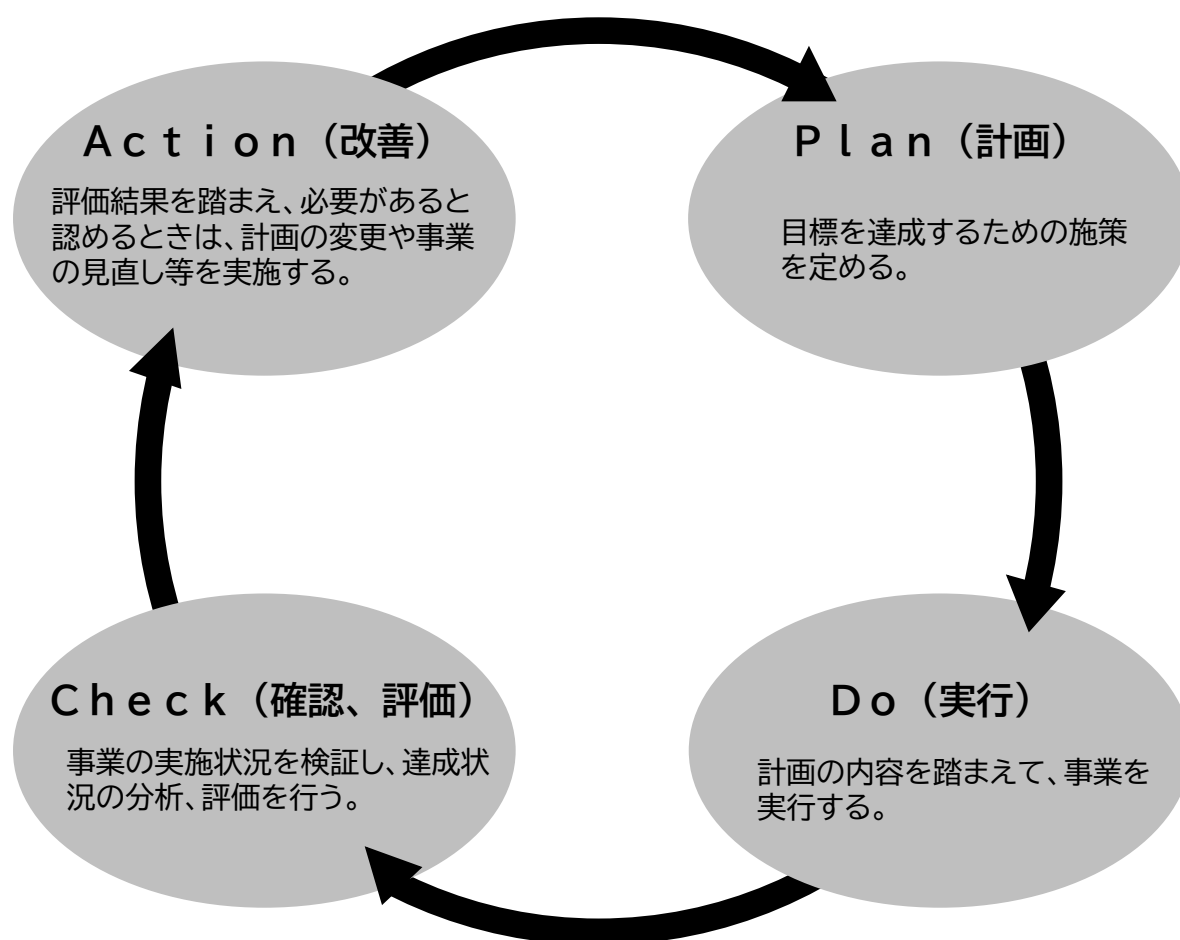 Action（改善）
評価結果を踏まえ、必要があると
認めるときは、計画の変更や事業
の見直し等を実施する。
Plan（計画）
目標を達成するための施策
を定める。
Check（確認、評価）
事業の実施状況を検証し、達成状
況の分析、評価を行う。
Do（実行）
計画の内容を踏まえて、事業を
実行する。